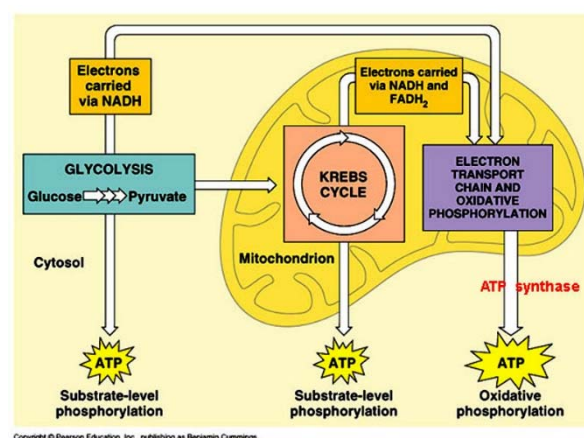 Electrons
carried
via NADH
Electrons carried
via NADH and
FADH₂
GLYCOLYSIS
Glucose Pyruvate
KREBS
CYCLE
ELECTRON
TRANSPORT
CHAIN AND
OXIDATIVE
PHOSPHORYLATION
Cytosol
Mitochondrion
ATP synthase
ATP
ATP
ATP
Substrate-level
phosphorylation
Substrate-level
phosphorylation
Oxidative
phosphorylation
Copyright © Pearson Education, Inc., publishing as Benjamin Cummings